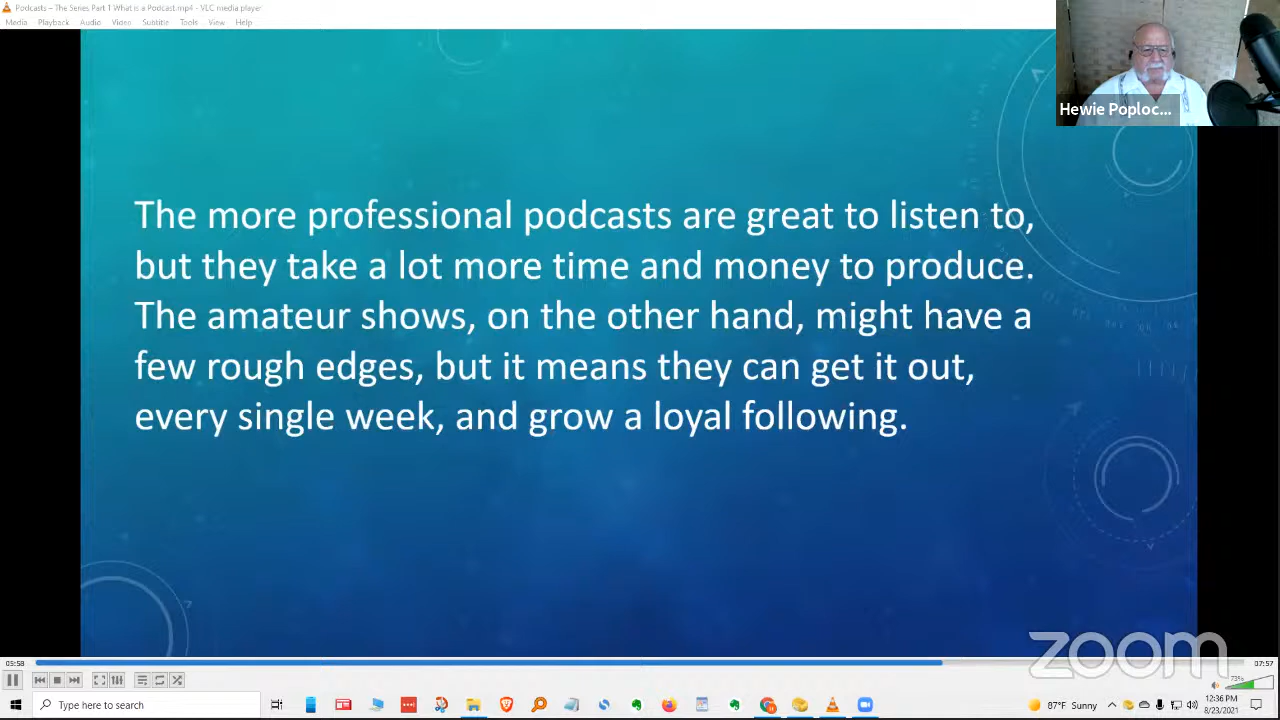 Podcasts – The Series Part 1 What is a Podcast.mp4 - VLC media player
Media Playback Audio Video Subtitle Tools View Help
Hewie Poploc...
The more professional podcasts are great to listen to,
but they take a lot more time and money to produce.
The amateur shows, on the other hand, might have a
few rough edges, but it means they can get it out,
every single week, and grow a loyal following.
zoom
05:58
07:57
73%
Type here to search
87°F Sunny
12:36 PM
8/23/2021